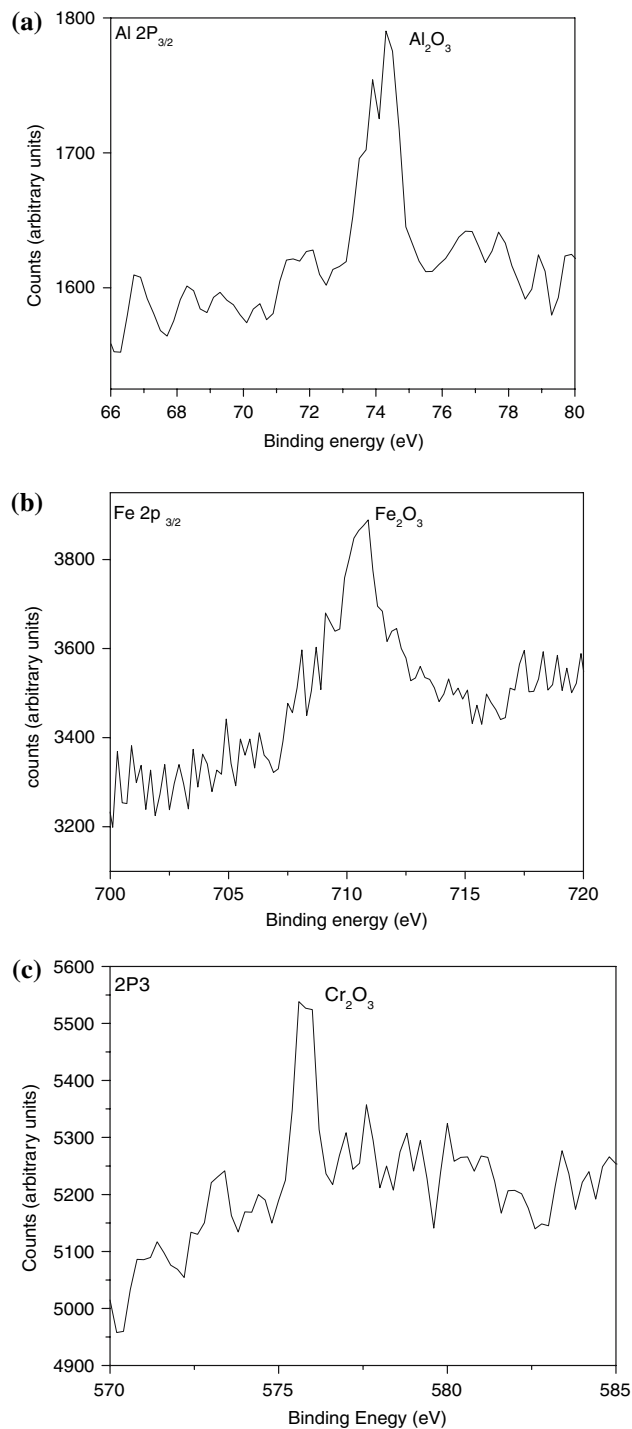 (a)
Al 2P3/2
Al2O3
1800
1700
1600
Counts (arbitrary units)
66 68 70 72 74 76 78 80
Binding energy (eV)
(b)
Fe 2p 3/2
Fe2O3
3800
3600
3400
3200
counts (arbitrary units)
700 705 710 715 720
Binding energy (eV)
(c)
2P3
Cr2O3
5600
5500
5400
5300
5200
5100
5000
4900
Counts (arbitrary units)
570 575 580 585
Binding Enegy (eV)